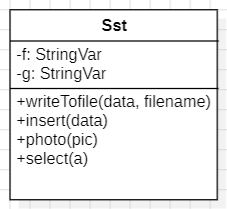 Sst
-f: StringVar
-g: StringVar
+writeTofile(data, filename)
+insert(data)
+photo(pic)
+select(a)